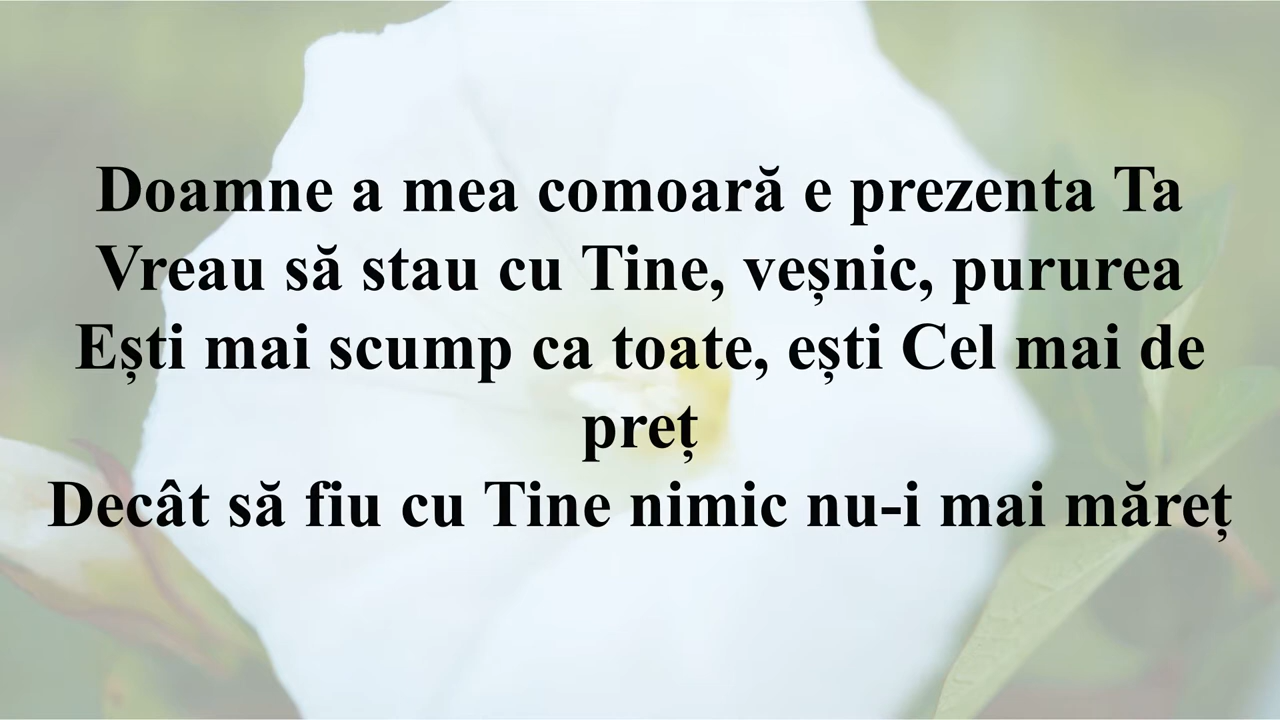 Doamne a mea comoară e prezenta Ta
Vreau să stau cu Tine, veșnic, pururea
Ești mai scump ca toate, ești Cel mai de
preț
Decât să fiu cu Tine nimic nu-i mai măreț